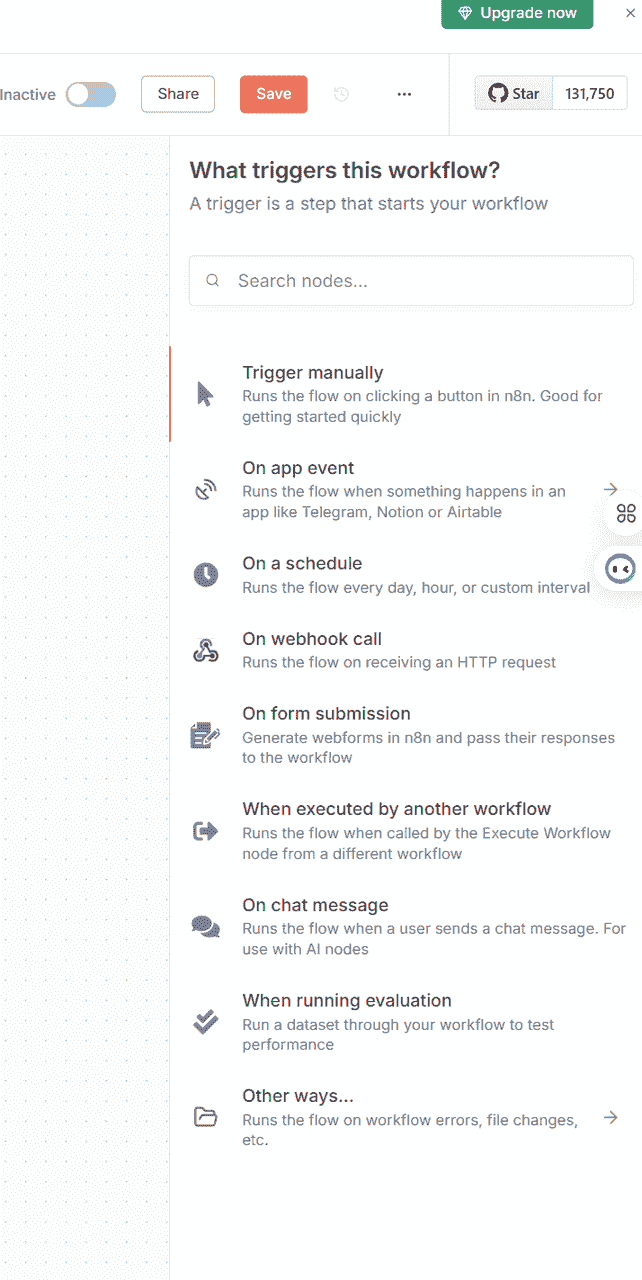 Upgrade now
Inactive
Share
Save
Star
131,750
What triggers this workflow?
A trigger is a step that starts your workflow
Search nodes...
Trigger manually
Runs the flow on clicking a button in n8n. Good for
getting started quickly
On app event
Runs the flow when something happens in an
app like Telegram, Notion or Airtable
On a schedule
Runs the flow every day, hour, or custom interval
On webhook call
Runs the flow on receiving an HTTP request
On form submission
Generate webforms in n8n and pass their responses
to the workflow
When executed by another workflow
Runs the flow when called by the Execute Workflow
node from a different workflow
On chat message
Runs the flow when a user sends a chat message. For
use with AI nodes
When running evaluation
Run a dataset through your workflow to test
performance
Other ways...
Runs the flow on workflow errors, file changes,
etc.